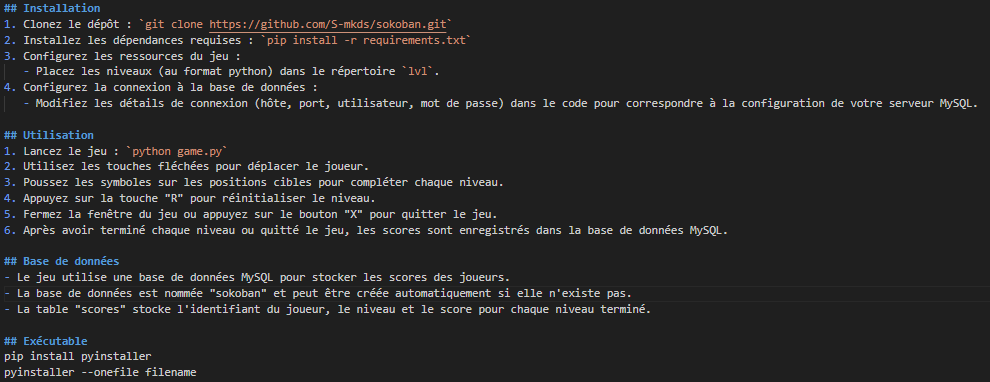 ## Installation
1. Clonez le dépôt : `git clone https://github.com/S-mkds/sokoban.git`
2. Installez les dépendances requises : `pip install -r requirements.txt`
3. Configurez les ressources du jeu :
- Placez les niveaux (au format python) dans le répertoire `lvl`.
4. Configurez la connexion à la base de données :
- Modifiez les détails de connexion (hôte, port, utilisateur, mot de passe) dans le code pour correspondre à la configuration de votre serveur MySQL.
## Utilisation
1. Lancez le jeu : `python game.py`
2. Utilisez les touches fléchées pour déplacer le joueur.
3. Poussez les symboles sur les positions cibles pour compléter chaque niveau.
4. Appuyez sur la touche "R" pour réinitialiser le niveau.
5. Fermez la fenêtre du jeu ou appuyez sur le bouton "X" pour quitter le jeu.
6. Après avoir terminé chaque niveau ou quitté le jeu, les scores sont enregistrés dans la base de données MySQL.
## Base de données
- Le jeu utilise une base de données MySQL pour stocker les scores des joueurs.
- La base de données est nommée "sokoban" et peut être créée automatiquement si elle n'existe pas.
- La table "scores" stocke l'identifiant du joueur, le niveau et le score pour chaque niveau terminé.
## Exécutable
pip install pyinstaller
pyinstaller --onefile filename